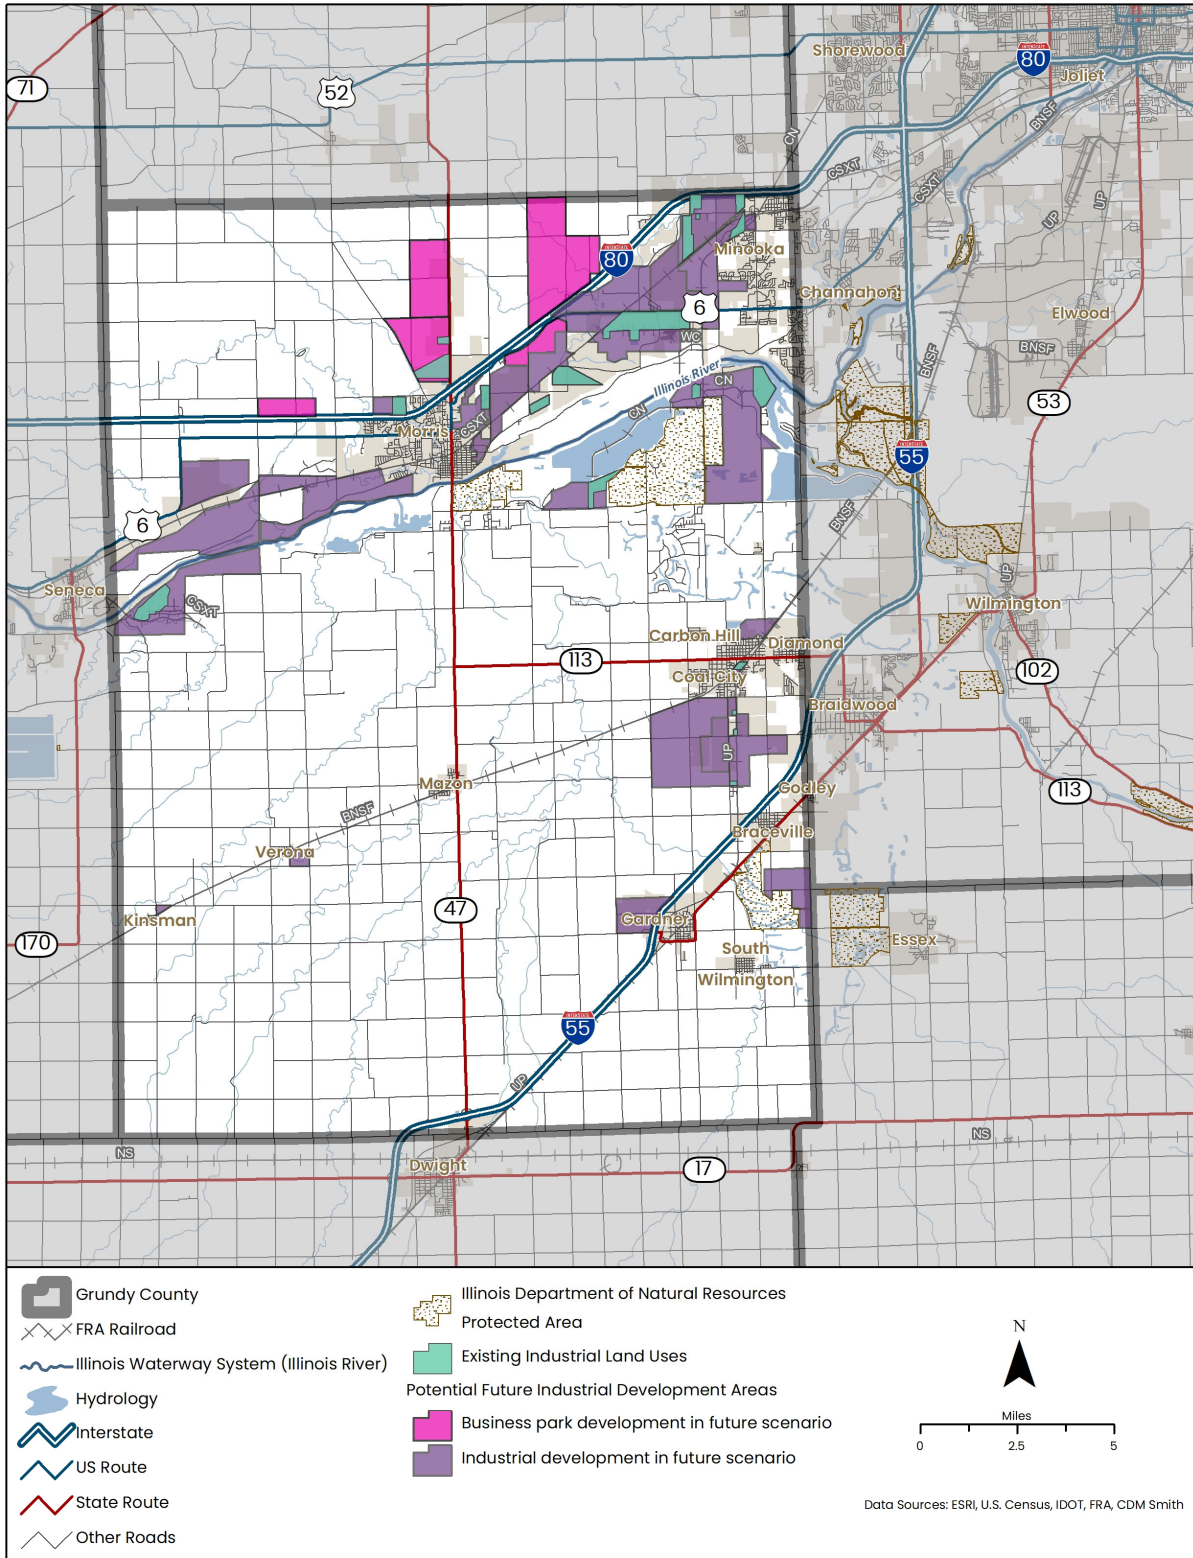 Shorewood
INTERSTATE
80
Joliet
71
52
BNSF
CN
CSXT
CSXT
UP
UP
Minooka
INTERSTATE
80
Channahon
6
Elwood
WC
BNSF
BNSF
Illinois River
CN
CN
53
Morris
CSXT
INTERSTATE
55
BNSF
6
UP
Seneca
CSXT
Wilmington
Carbon Hill
Diamond
113
102
Coal City
Braidwood
UP
Mazon
Godley
113
BNSF
Braceville
Verona
47
Kinsman
Gardner
170
South
Wilmington
Essex
INTERSTATE
55
UP
NS
NS
Dwight
17
Grundy County
FRA Railroad
Illinois Waterway System (Illinois River)
Hydrology
Interstate
US Route
State Route
Other Roads
Illinois Department of Natural Resources
Protected Area
Existing Industrial Land Uses
Potential Future Industrial Development Areas
Business park development in future scenario
Industrial development in future scenario
N
Miles
0 2.5 5
Data Sources: ESRI, U.S. Census, IDOT, FRA, CDM Smith